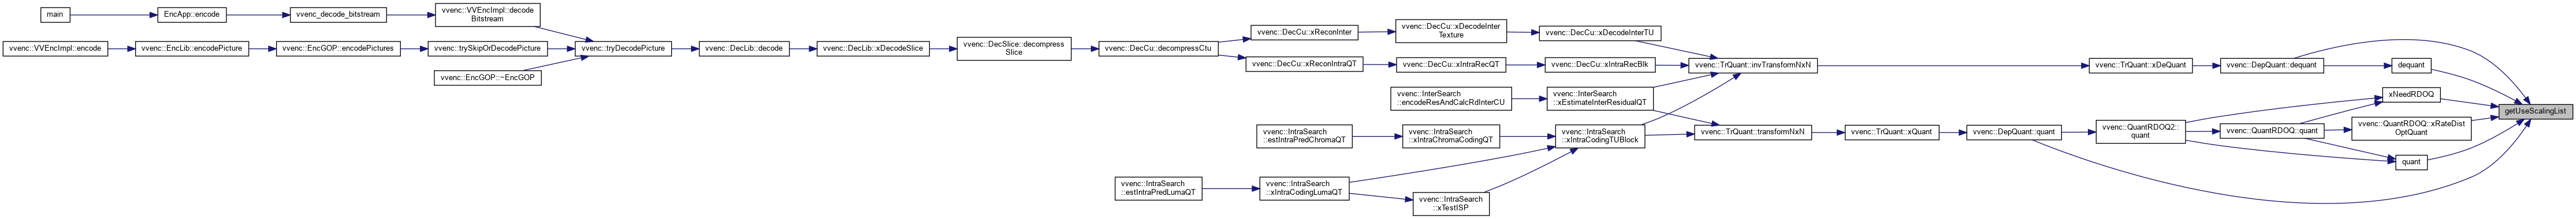 main
EncApp::encode
vvenc_decode_bitstream
vvenc::VVEncImpl::decode
Bitstream
vvenc::VVEncImpl::encode
vvenc::EncLib::encodePicture
vvenc::EncGOP::encodePictures
vvenc::trySkipOrDecodePicture
vvenc::EncGOP::~EncGOP
vvenc::tryDecodePicture
vvenc::DecLib::decode
vvenc::DecLib::xDecodeSlice
vvenc::DecSlice::decompress
Slice
vvenc::DecCu::decompressCtu
vvenc::DecCu::xReconInter
vvenc::DecCu::xDecodeInter
Texture
vvenc::DecCu::xDecodeInterTU
vvenc::DecCu::xReconIntraQT
vvenc::DecCu::xIntraRecQT
vvenc::DecCu::xIntraRecBlk
vvenc::InterSearch
::encodeResAndCalcRdInterCU
vvenc::InterSearch
::xEstimateInterResidualQT
vvenc::IntraSearch
::estIntraPredChromaQT
vvenc::IntraSearch
::xIntraChromaCodingQT
vvenc::IntraSearch
::xIntraCodingTUBlock
vvenc::IntraSearch
::estIntraPredLumaQT
vvenc::IntraSearch
::xIntraCodingLumaQT
vvenc::IntraSearch
::xTestISP
vvenc::TrQuant::invTransformNxN
vvenc::TrQuant::transformNxN
vvenc::TrQuant::xQuant
vvenc::DepQuant::quant
vvenc::TrQuant::xDeQuant
vvenc::DepQuant::dequant
dequant
vvenc::QuantRDOQ2::
quant
vvenc::QuantRDOQ::quant
xNeedRDOQ
vvenc::QuantRDOQ::xRateDist
OptQuant
quant
getUseScalingList